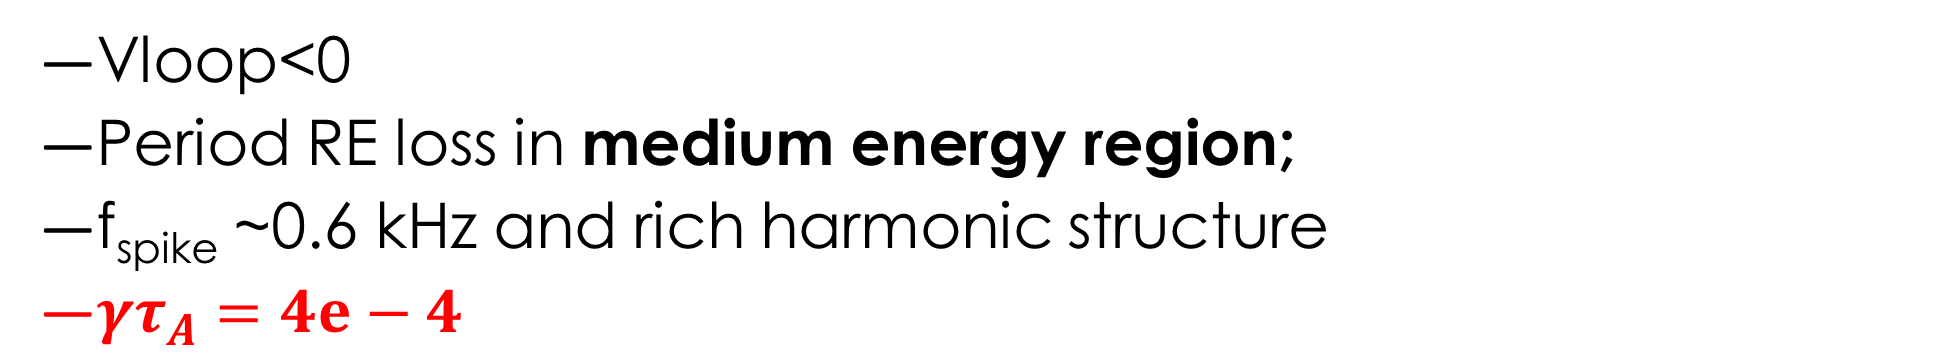 —Vloop<0
—Period RE loss in medium energy region;
—fspike ~0.6 kHz and rich harmonic structure
—γτA = 4e − 4